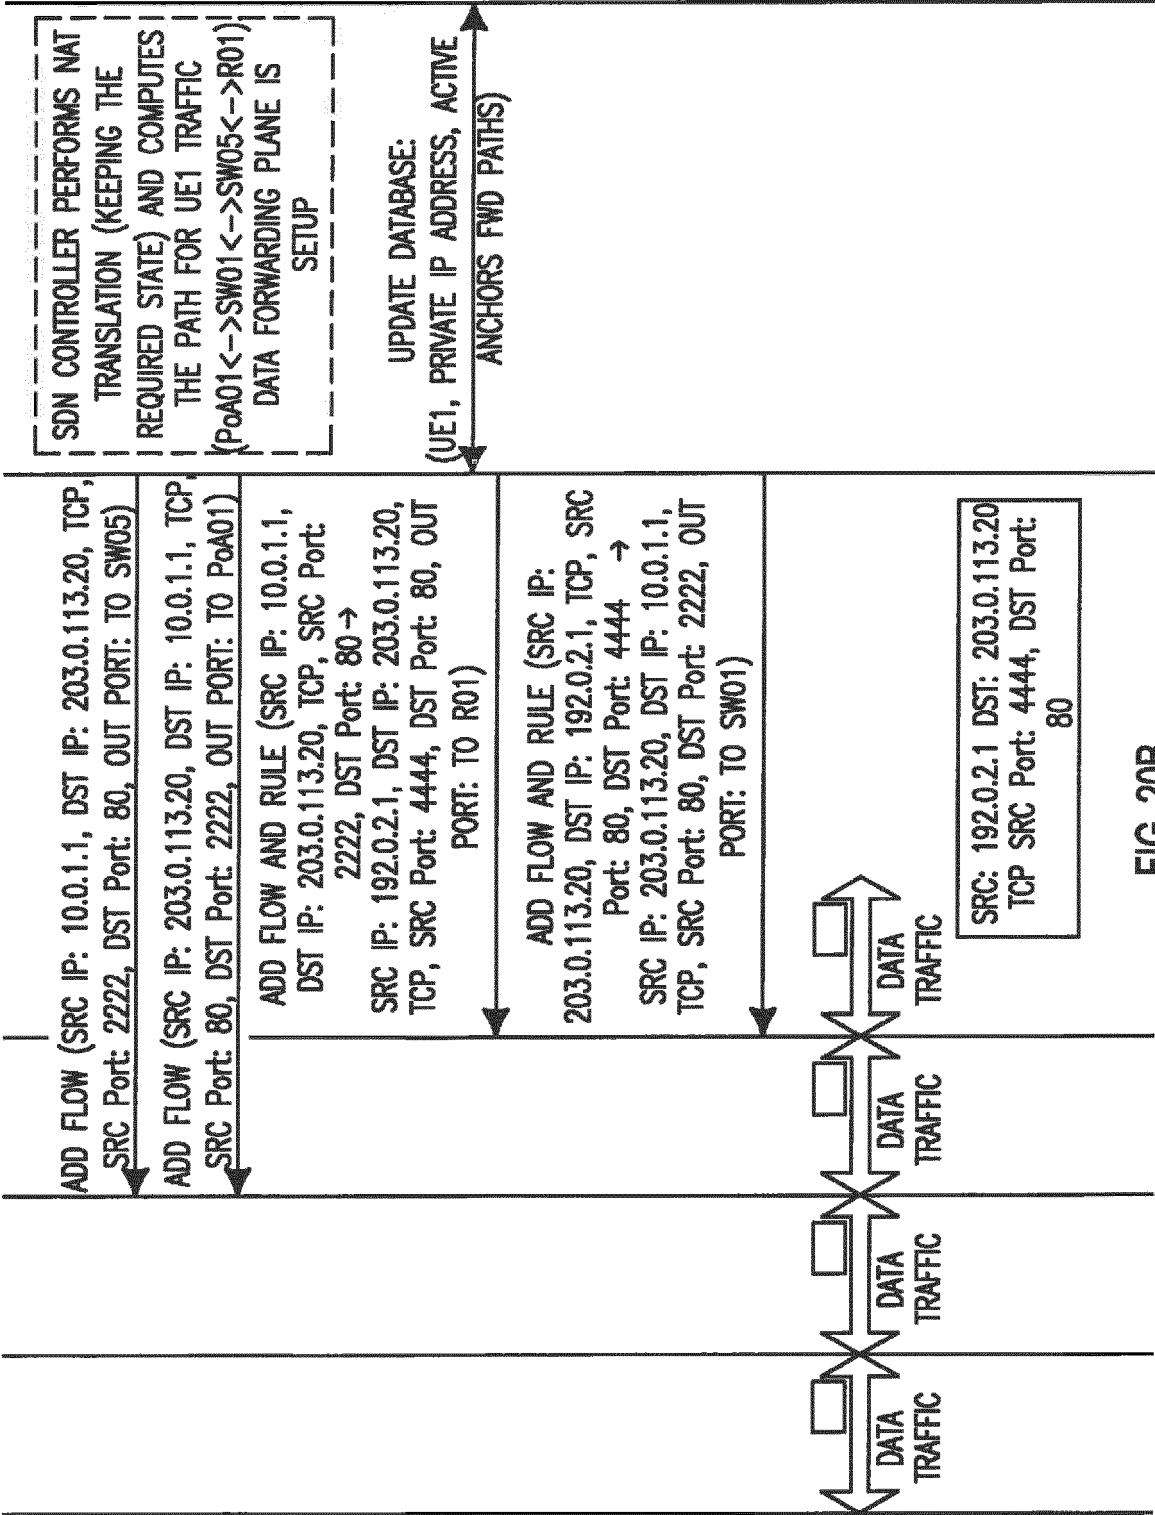 SDN CONTROLLER PERFORMS NAT
TRANSLATION (KEEPING THE
REQUIRED STATE) AND COMPUTES
THE PATH FOR UE1 TRAFFIC
(PoA01<->SW01<->SW05<->R01)
DATA FORWARDING PLANE IS
SETUP
ADD FLOW (SRC IP: 10.0.1.1, DST IP: 203.0.113.20, TCP,
SRC Port: 2222, DST Port: 80, OUT PORT: TO SW05)
ADD FLOW (SRC IP: 203.0.113.20, DST IP: 10.0.1.1, TCP,
SRC Port: 80, DST Port: 2222, OUT PORT: TO PoA01)
ADD FLOW AND RULE (SRC IP: 10.0.1.1,
DST IP: 203.0.113.20, TCP, SRC Port:
2222, DST Port: 80 →
SRC IP: 192.0.2.1, DST IP: 203.0.113.20,
TCP, SRC Port: 4444, DST Port: 80, OUT
PORT: TO R01)
UPDATE DATABASE:
(UE1, PRIVATE IP ADDRESS, ACTIVE
ANCHORS FWD PATHS)
ADD FLOW AND RULE (SRC IP:
203.0.113.20, DST IP: 192.0.2.1, TCP, SRC
Port: 80, DST Port: 4444 →
SRC IP: 203.0.113.20, DST IP: 10.0.1.1,
TCP, SRC Port: 80, DST Port: 2222, OUT
PORT: TO SW01)
DATA
TRAFFIC
DATA
TRAFFIC
DATA
TRAFFIC
DATA
TRAFFIC
SRC: 192.0.2.1 DST: 203.0.113.20
TCP SRC Port: 4444, DST Port:
80
FIG. 20B